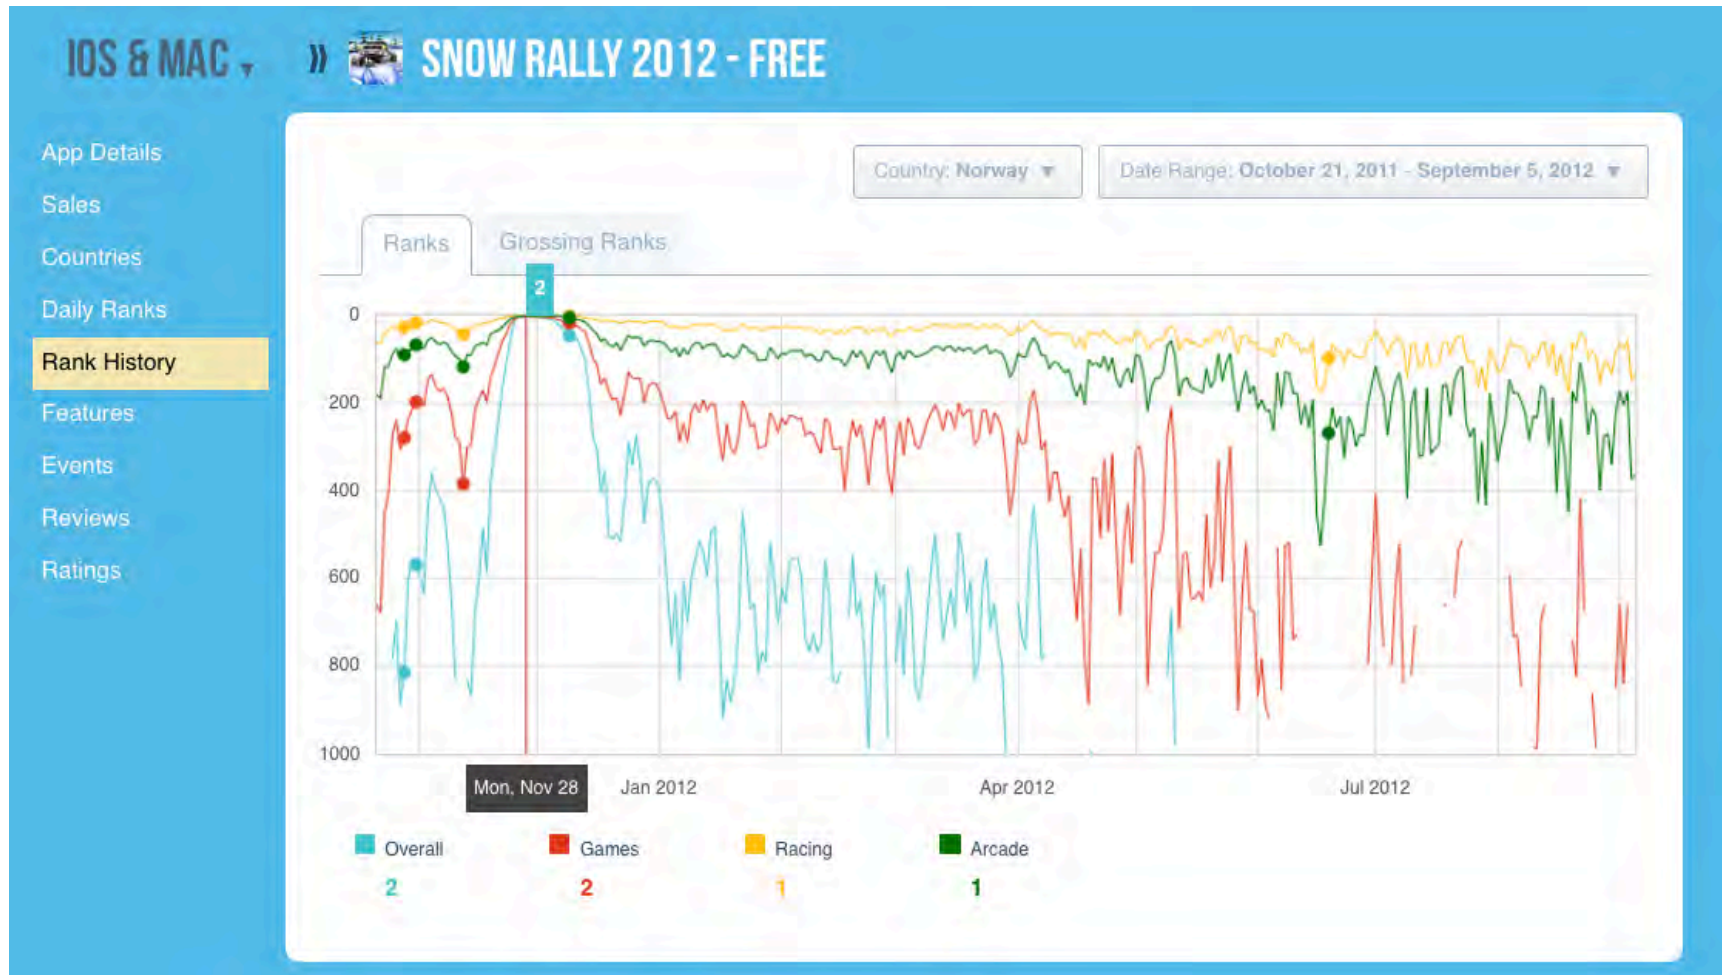 IOS & MAC ▼ » SNOW RALLY 2012 - FREE
App Details
Sales
Countries
Daily Ranks
Rank History
Features
Events
Reviews
Ratings
Country: Norway ▼
Date Range: October 21, 2011 - September 5, 2012 ▼
Ranks
Grossing Ranks
2
0
200
400
600
800
1000
Mon, Nov 28
Jan 2012
Apr 2012
Jul 2012
Overall
2
Games
2
Racing
1
Arcade
1